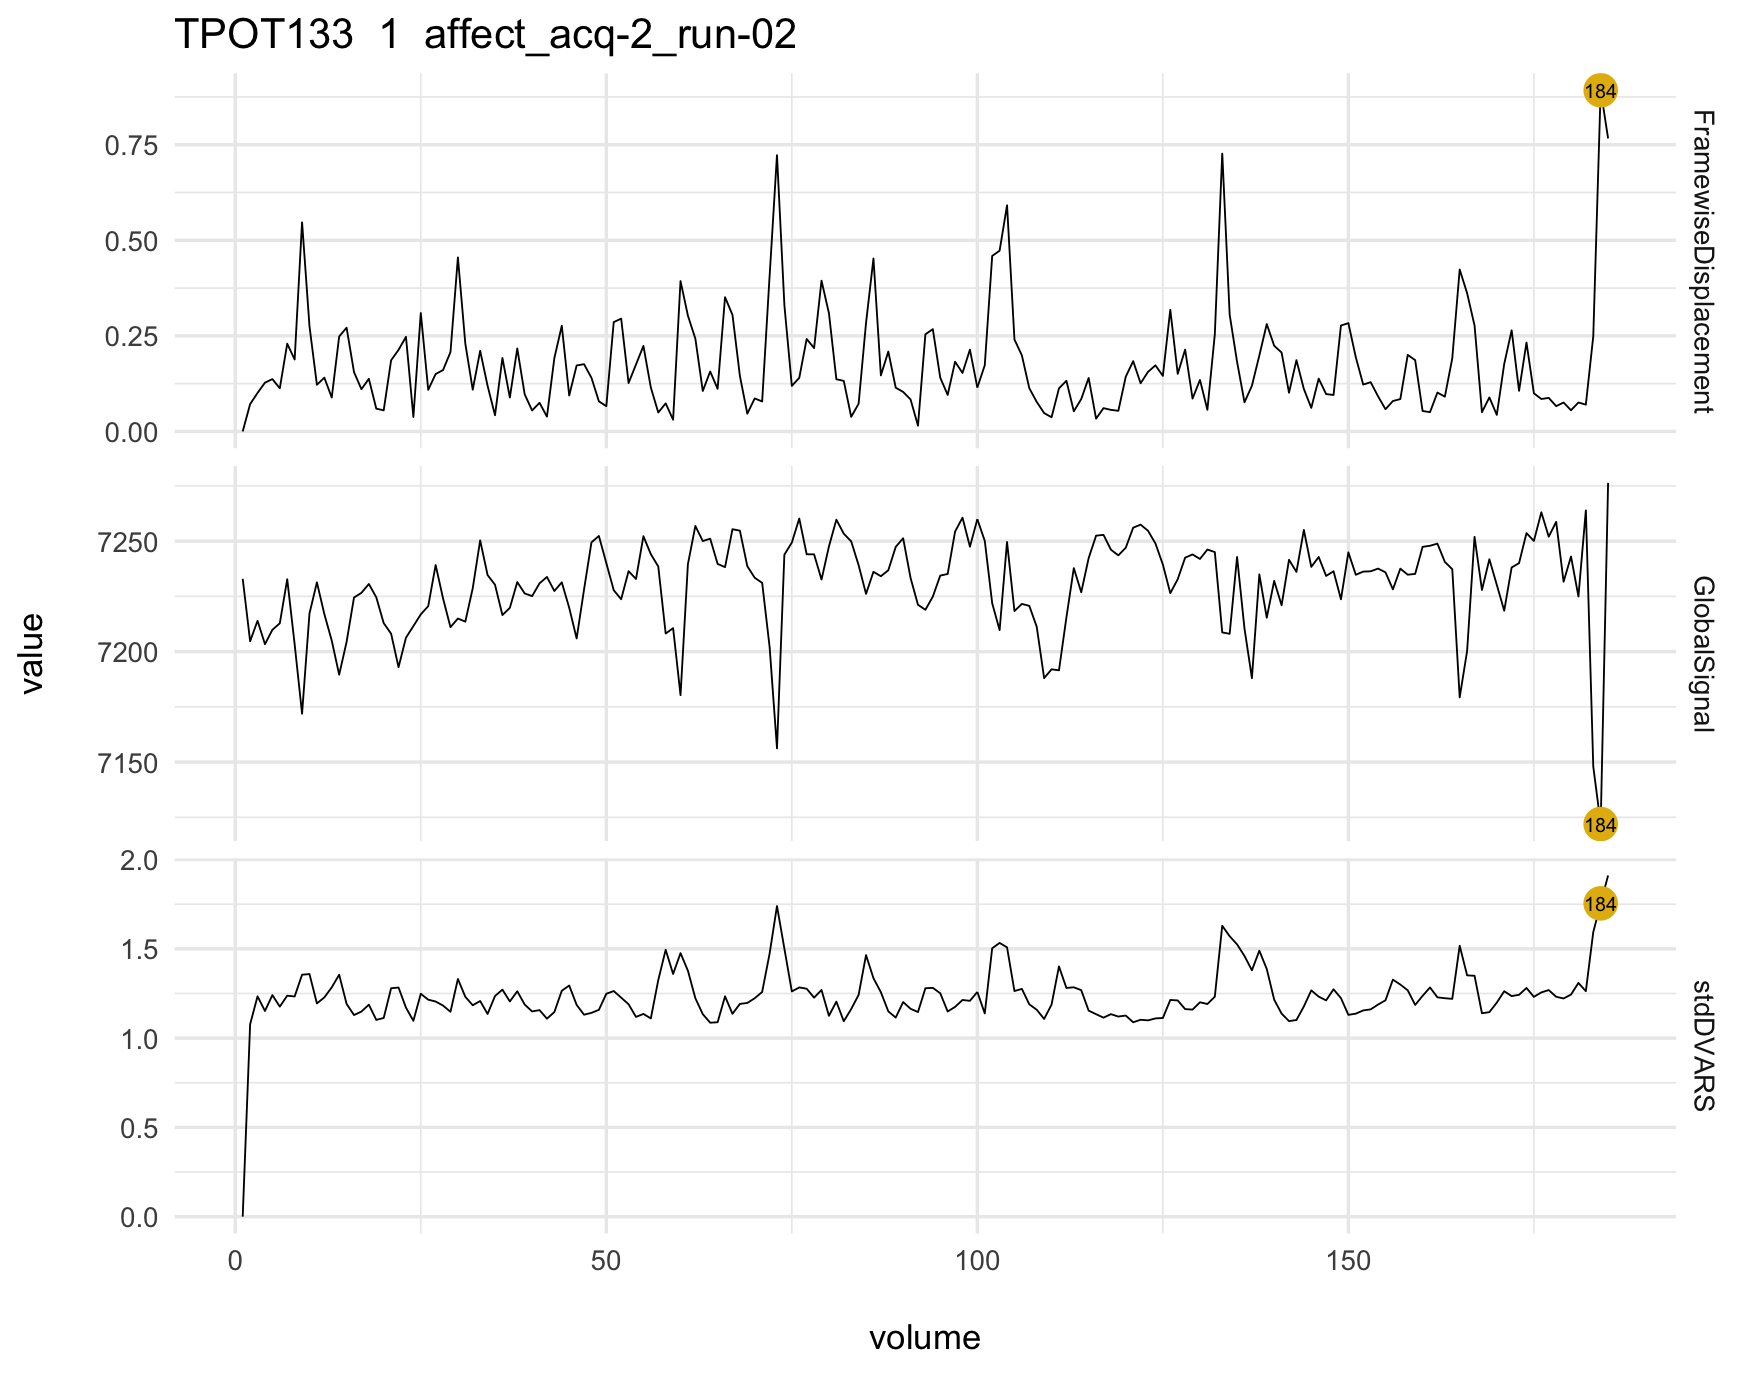 TPOT133 1 affect_acq-2_run-02
184
0.75
0.50
0.25
0.00
FramewiseDisplacement
7250
7200
7150
184
GlobalSignal
value
2.0
1.5
1.0
0.5
0.0
184
stdDVARS
0 50 100 150
volume